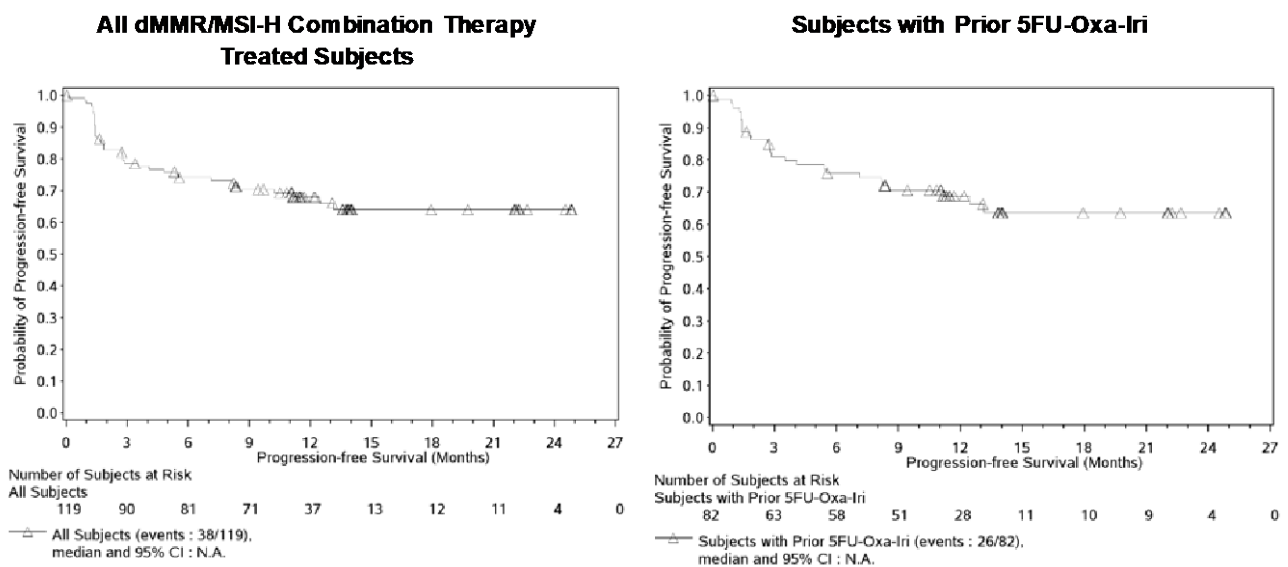 All dMMR/MSI-H Combination Therapy
Treated Subjects
Probability of Progression-free Survival
1.0
0.9
0.8
0.7
0.6
0.5
0.4
0.3
0.2
0.1
0.0
0 3 6 9 12 15 18 21 24 27
Progression-free Survival (Months)
Number of Subjects at Risk
All Subjects
119 90 81 71 37 13 12 11 4 0
All Subjects (events : 38/119),
median and 95% CI : N.A.
Subjects with Prior 5FU-Oxa-Iri
Probability of Progression-free Survival
1.0
0.9
0.8
0.7
0.6
0.5
0.4
0.3
0.2
0.1
0.0
0 3 6 9 12 15 18 21 24 27
Progression-free Survival (Months)
Number of Subjects at Risk
Subjects with Prior 5FU-Oxa-Iri
82 63 58 51 28 11 10 9 4 0
Subjects with Prior 5FU-Oxa-Iri (events : 26/82),
median and 95% CI : N.A.